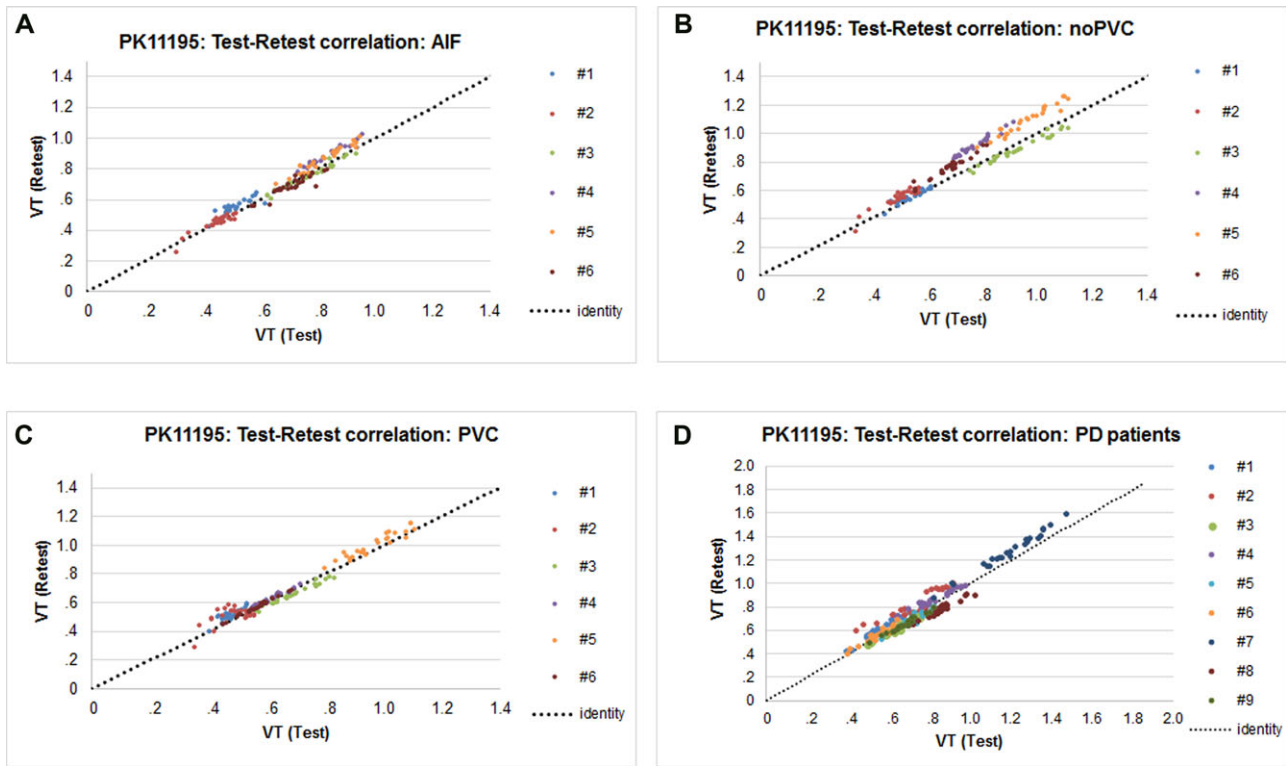 A
PK11195: Test-Retest correlation: AIF
VT (Retest)
1.4
1.2
1.0
.8
.6
.4
.2
0
0 .2 .4 .6 .8 1.0 1.2 1.4
VT (Test)
#1
#2
#3
#4
#5
#6
identity
B
PK11195: Test-Retest correlation: noPVC
VT (Retest)
1.4
1.2
1.0
.8
.6
.4
.2
0
0 .2 .4 .6 .8 1.0 1.2 1.4
VT (Test)
#1
#2
#3
#4
#5
#6
identity
C
PK11195: Test-Retest correlation: PVC
VT (Retest)
1.4
1.2
1.0
.8
.6
.4
.2
0
0 .2 .4 .6 .8 1.0 1.2 1.4
VT (Test)
#1
#2
#3
#4
#5
#6
identity
D
PK11195: Test-Retest correlation: PD patients
VT (Retest)
2.0
1.8
1.6
1.4
1.2
1.0
.8
.6
.4
.2
0
0 .2 .4 .6 .8 1.0 1.2 1.4 1.6 1.8 2.0
VT (Test)
#1
#2
#3
#4
#5
#6
#7
#8
#9
identity